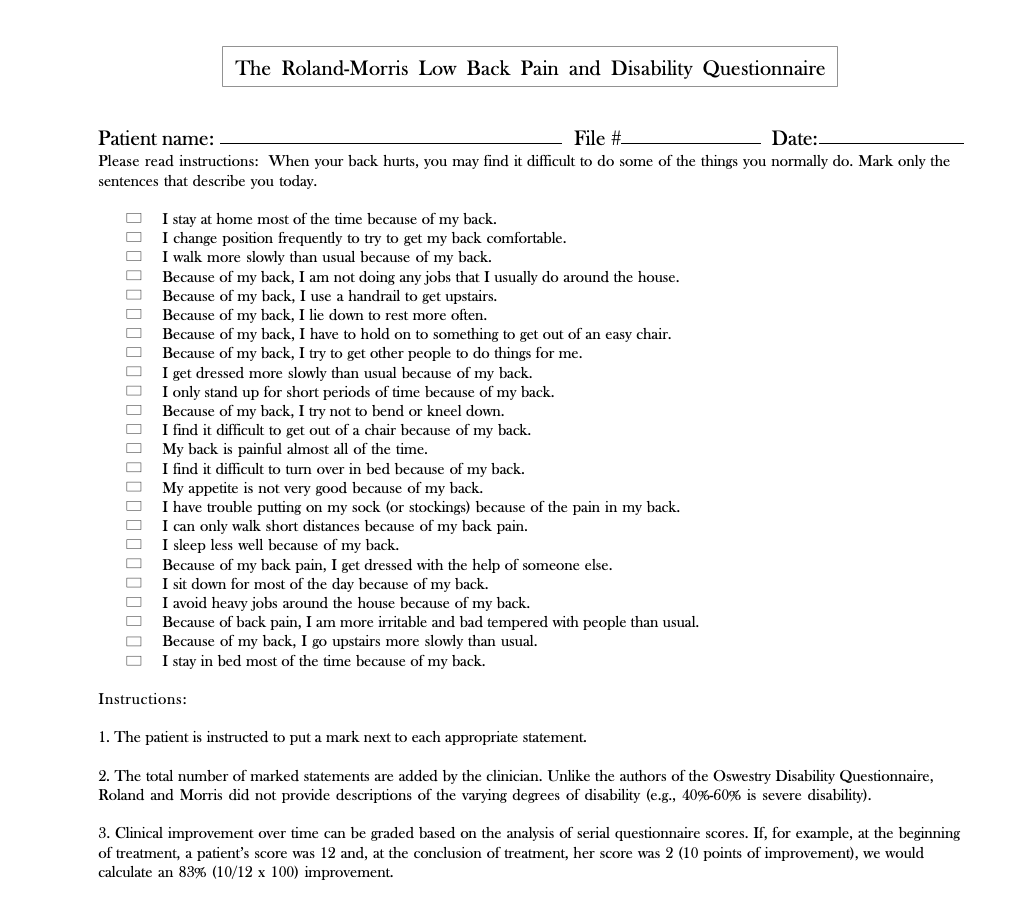 The Roland-Morris Low Back Pain and Disability Questionnaire
Patient name: File # Date:
Please read instructions: When your back hurts, you may find it difficult to do some of the things you normally do. Mark only the
sentences that describe you today.
I stay at home most of the time because of my back.
I change position frequently to try to get my back comfortable.
I walk more slowly than usual because of my back.
Because of my back, I am not doing any jobs that I usually do around the house.
Because of my back, I use a handrail to get upstairs.
Because of my back, I lie down to rest more often.
Because of my back, I have to hold on to something to get out of an easy chair.
Because of my back, I try to get other people to do things for me.
I get dressed more slowly than usual because of my back.
I only stand up for short periods of time because of my back.
Because of my back, I try not to bend or kneel down.
I find it difficult to get out of a chair because of my back.
My back is painful almost all of the time.
I find it difficult to turn over in bed because of my back.
My appetite is not very good because of my back.
I have trouble putting on my sock (or stockings) because of the pain in my back.
I can only walk short distances because of my back pain.
I sleep less well because of my back.
Because of my back pain, I get dressed with the help of someone else.
I sit down for most of the day because of my back.
I avoid heavy jobs around the house because of my back.
Because of back pain, I am more irritable and bad tempered with people than usual.
Because of my back, I go upstairs more slowly than usual.
I stay in bed most of the time because of my back.
Instructions:
1. The patient is instructed to put a mark next to each appropriate statement.
2. The total number of marked statements are added by the clinician. Unlike the authors of the Oswestry Disability Questionnaire,
Roland and Morris did not provide descriptions of the varying degrees of disability (e.g., 40%-60% is severe disability).
3. Clinical improvement over time can be graded based on the analysis of serial questionnaire scores. If, for example, at the beginning
of treatment, a patient's score was 12 and, at the conclusion of treatment, her score was 2 (10 points of improvement), we would
calculate an 83% (10/12 x 100) improvement.